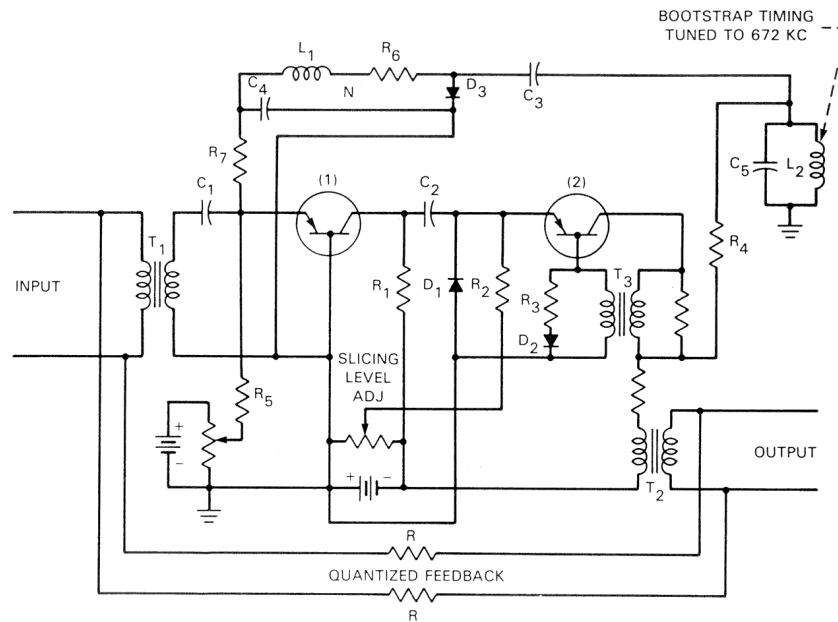 BOOTSTRAP TIMING
TUNED TO 672 KC
L1
R6
C4
N
D3
C3
R7
C5
L2
C1
(1)
C2
(2)
T1
R4
INPUT
R1
D1
R2
R3
T3
D2
SLICING
LEVEL
ADJ
R5
+
-
+
-
OUTPUT
T2
R
QUANTIZED FEEDBACK
R